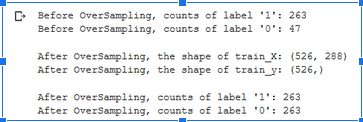 Before OverSampling, counts of label '1': 263
Before OverSampling, counts of label '0': 47
After OverSampling, the shape of train_X: (526, 288)
After OverSampling, the shape of train_y: (526,)
After OverSampling, counts of label '1': 263
After OverSampling, counts of label '0': 263